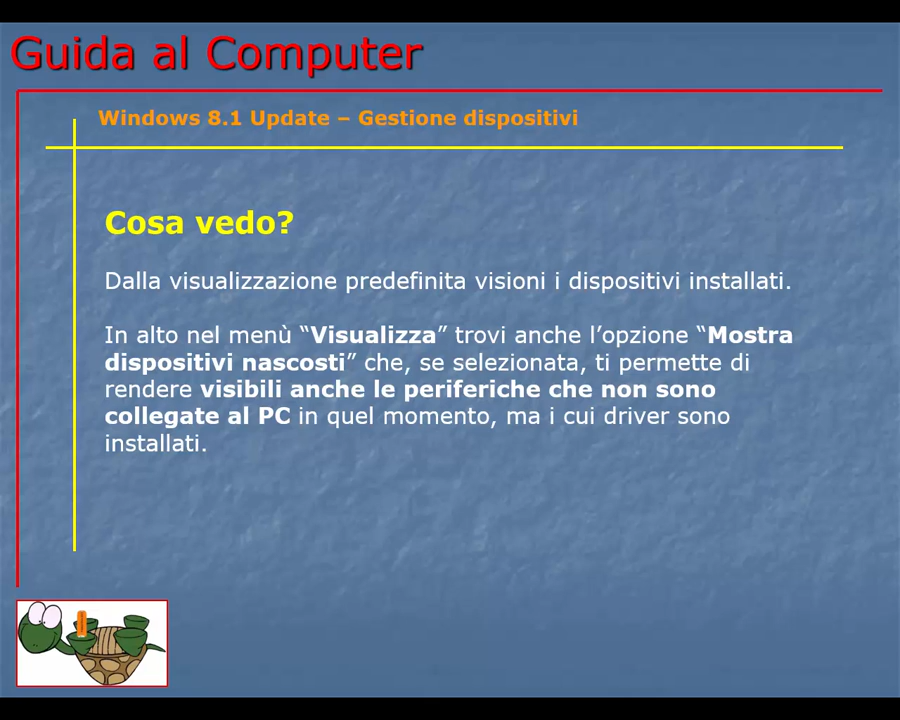 Guida al Computer
Windows 8.1 Update – Gestione dispositivi
Cosa vedo?
Dalla visualizzazione predefinita visioni i dispositivi installati.
In alto nel menù “Visualizza” trovi anche l’opzione “Mostra
dispositivi nascosti” che, se selezionata, ti permette di
rendere visibili anche le periferiche che non sono
collegate al PC in quel momento, ma i cui driver sono
installati.